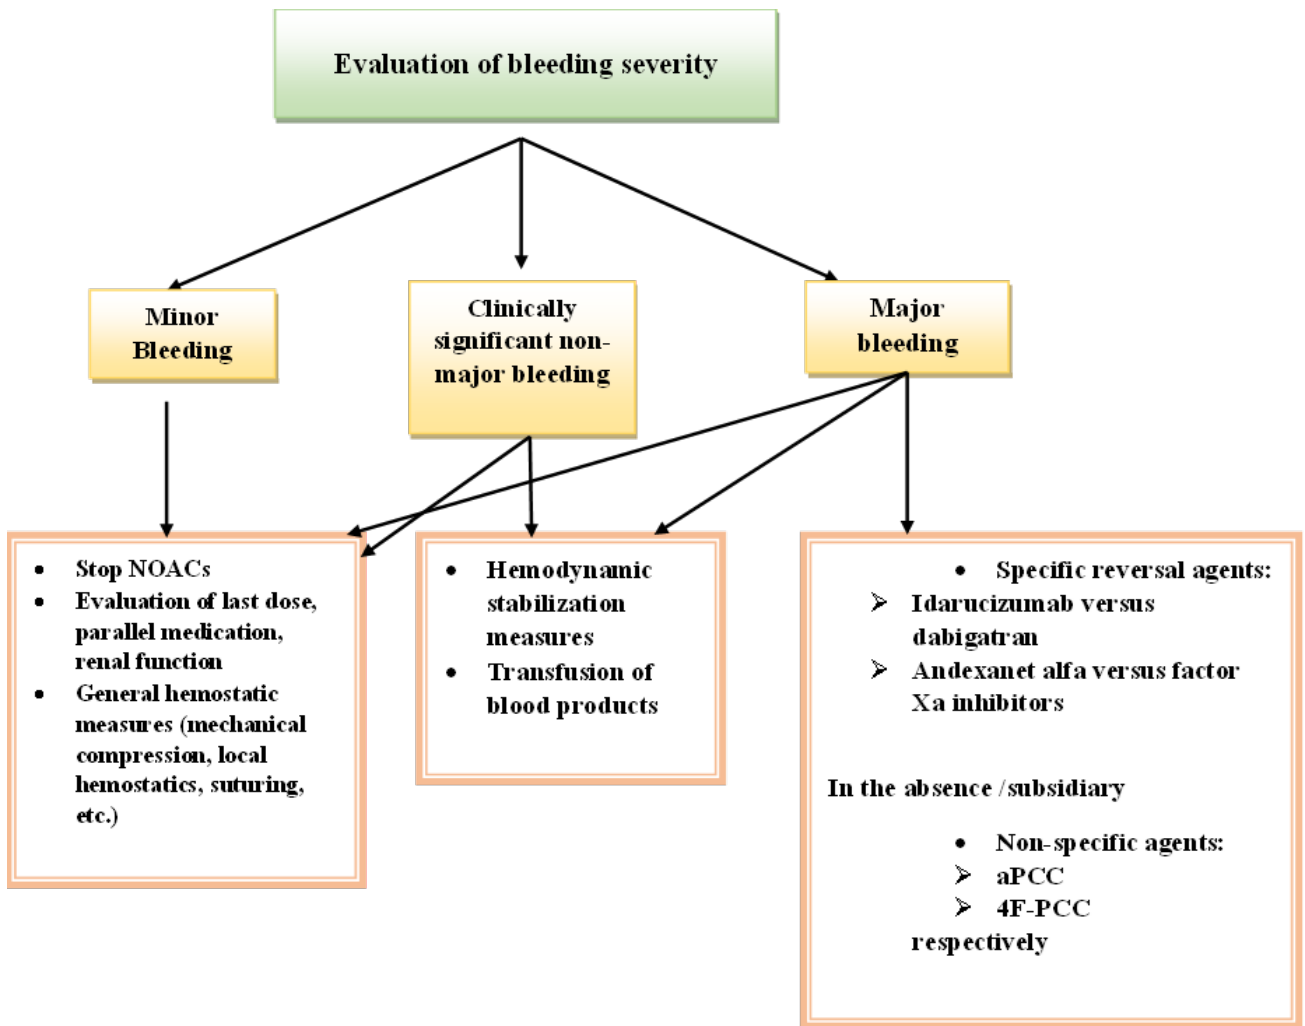 Evaluation of bleeding severity
Minor
Bleeding
Clinically
significant non-
major bleeding
Major
bleeding
• Stop NOACs
• Evaluation of last dose,
parallel medication,
renal function
• General hemostatic
measures (mechanical
compression, local
hemostatics, suturing,
etc.)
• Hemodynamic
stabilization
measures
• Transfusion of
blood products
• Specific reversal agents:
➢ Idarucizumab versus
dabigatran
➢ Andexanet alfa versus factor
Xa inhibitors
In the absence /subsidiary
• Non-specific agents:
➢ aPCC
➢ 4F-PCC
respectively